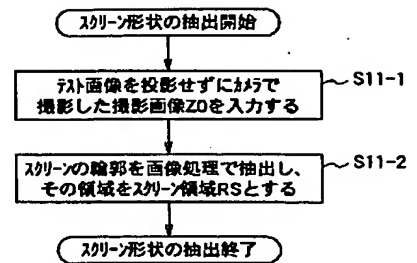 スクリーン形状の抽出開始
テスト画像を投影せずにカメラで
撮影した撮影画像Z0を入力する
S11-1
スクリーンの輪郭を画像処理で抽出し、
その領域をスクリーン領域RSとする
S11-2
スクリーン形状の抽出終了